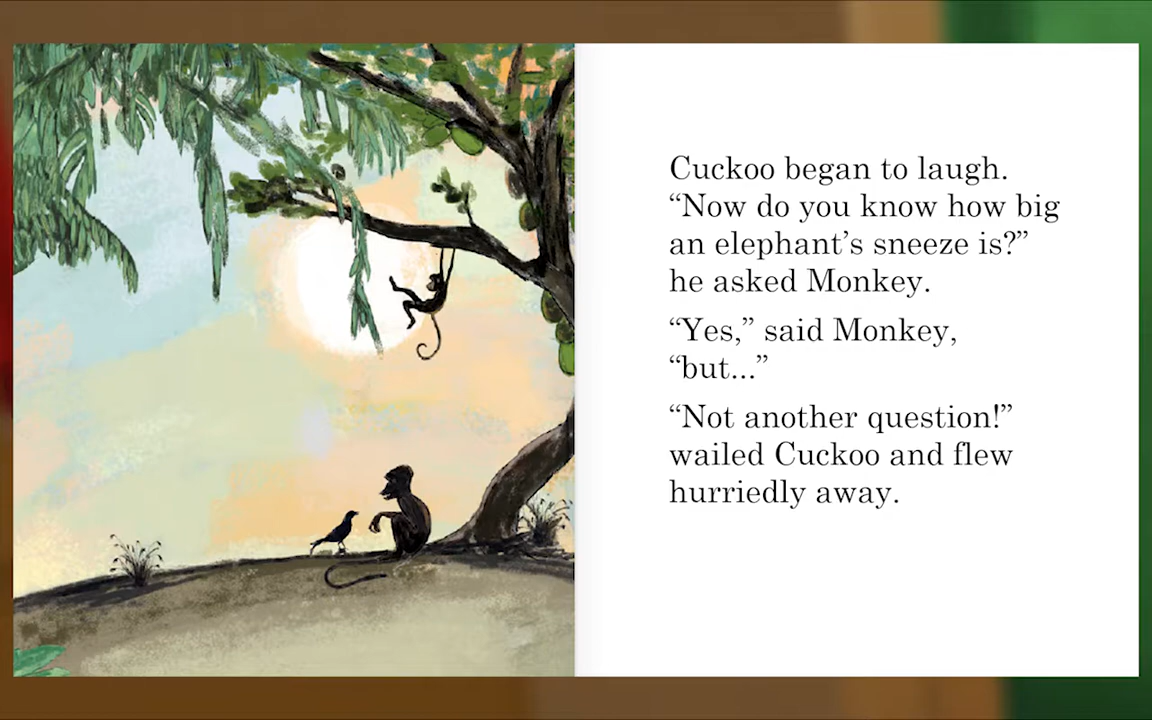 Cuckoo began to laugh.
“Now do you know how big
an elephant’s sneeze is?”
he asked Monkey.
“Yes,” said Monkey,
“but...”
“Not another question!”
wailed Cuckoo and flew
hurriedly away.